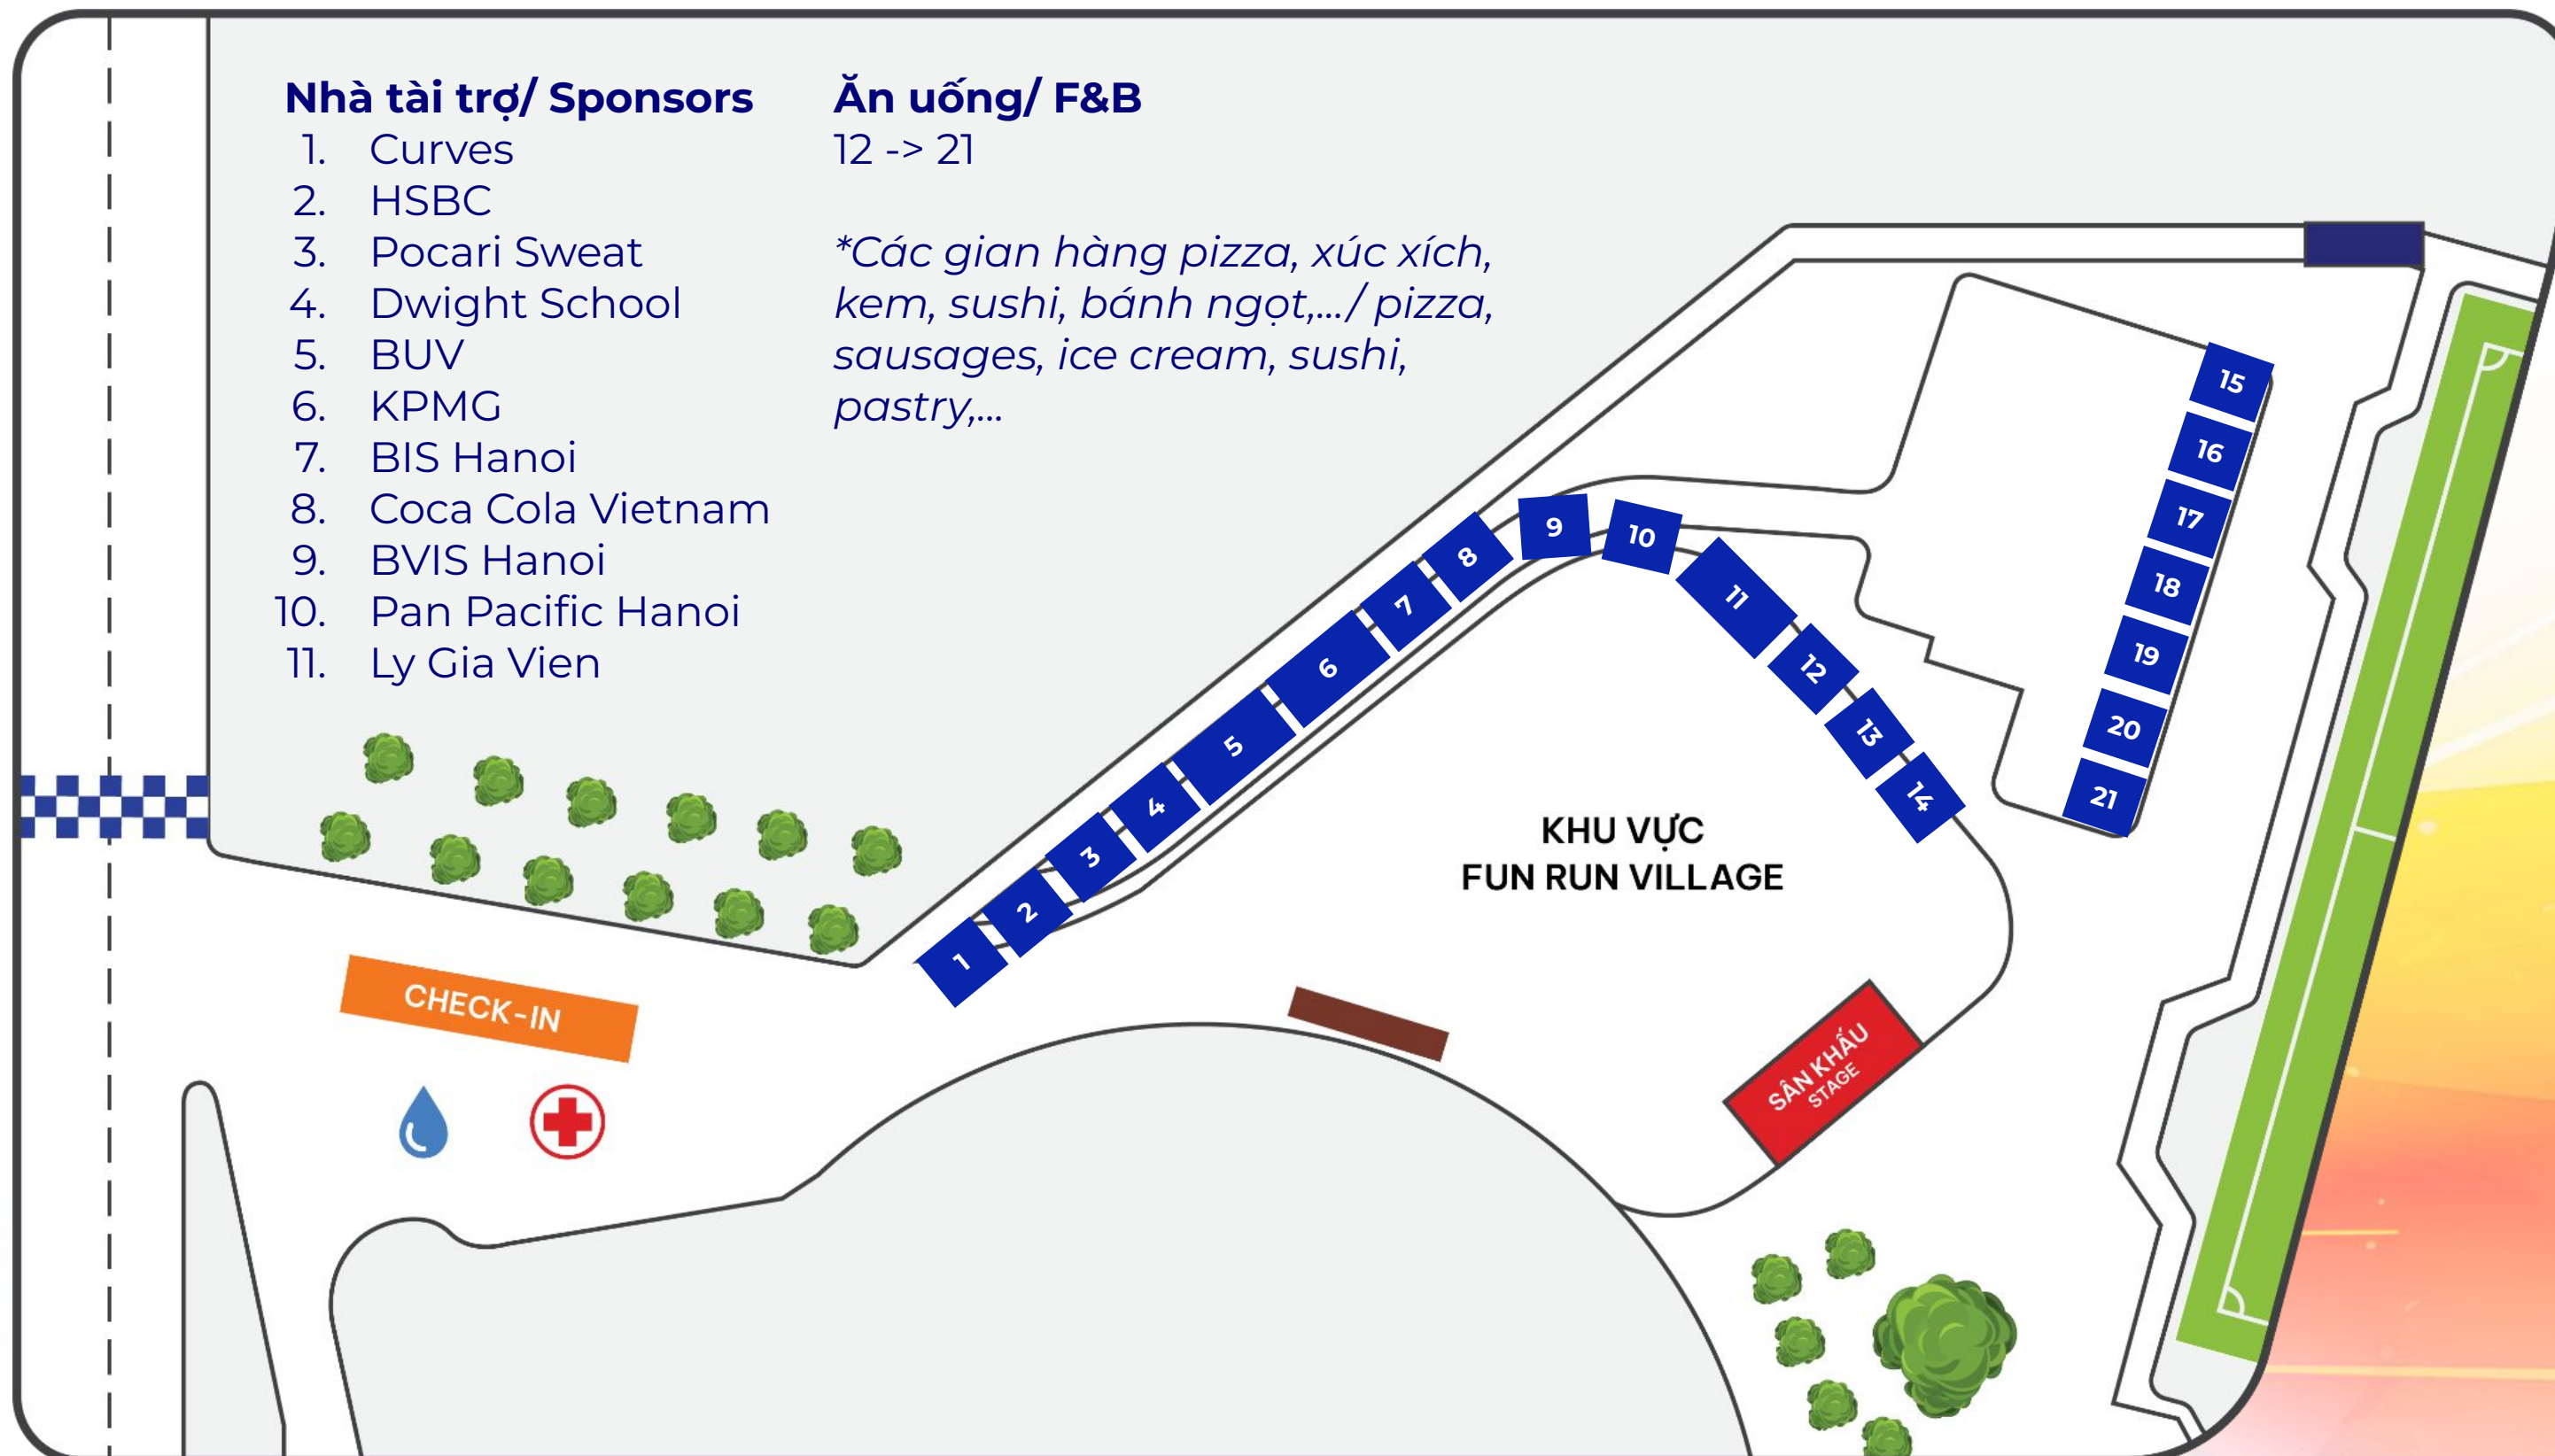 Nhà tài trợ/ Sponsors
1. Curves
2. HSBC
3. Pocari Sweat
4. Dwight School
5. BUV
6. KPMG
7. BIS Hanoi
8. Coca Cola Vietnam
9. BVIS Hanoi
10. Pan Pacific Hanoi
11. Ly Gia Vien
Ăn uống/ F&B
12 -> 21
*Các gian hàng pizza, xúc xích,
kem, sushi, bánh ngọt,.../ pizza,
sausages, ice cream, sushi,
pastry,...
15
16
17
18
19
20
21
9
10
8
7
11
6
12
5
13
4
14
3
2
1
KHU VỰC
FUN RUN VILLAGE
CHECK-IN
SÂN KHẤU
STAGE